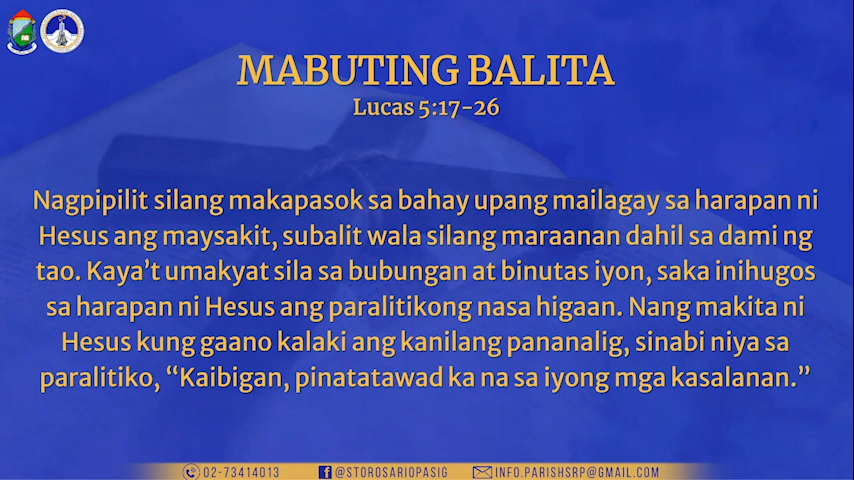 MABUTING BALITA
Lucas 5:17-26
Nagpipilit silang makapasok sa bahay upang mailagay sa harapan ni
Hesus ang maysakit, subalit wala silang maraanan dahil sa dami ng
tao. Kaya’t umakyat sila sa bubungan at binutas iyon, saka inihugos
sa harapan ni Hesus ang paralitikong nasa higaan. Nang makita ni
Hesus kung gaano kalaki ang kanilang pananalig, sinabi niya sa
paralitiko, “Kaibigan, pinatatawad ka na sa iyong mga kasalanan.”
02-73414013 @STOROSARIOPASIG INFO.PARISHSRP@GMAIL.COM